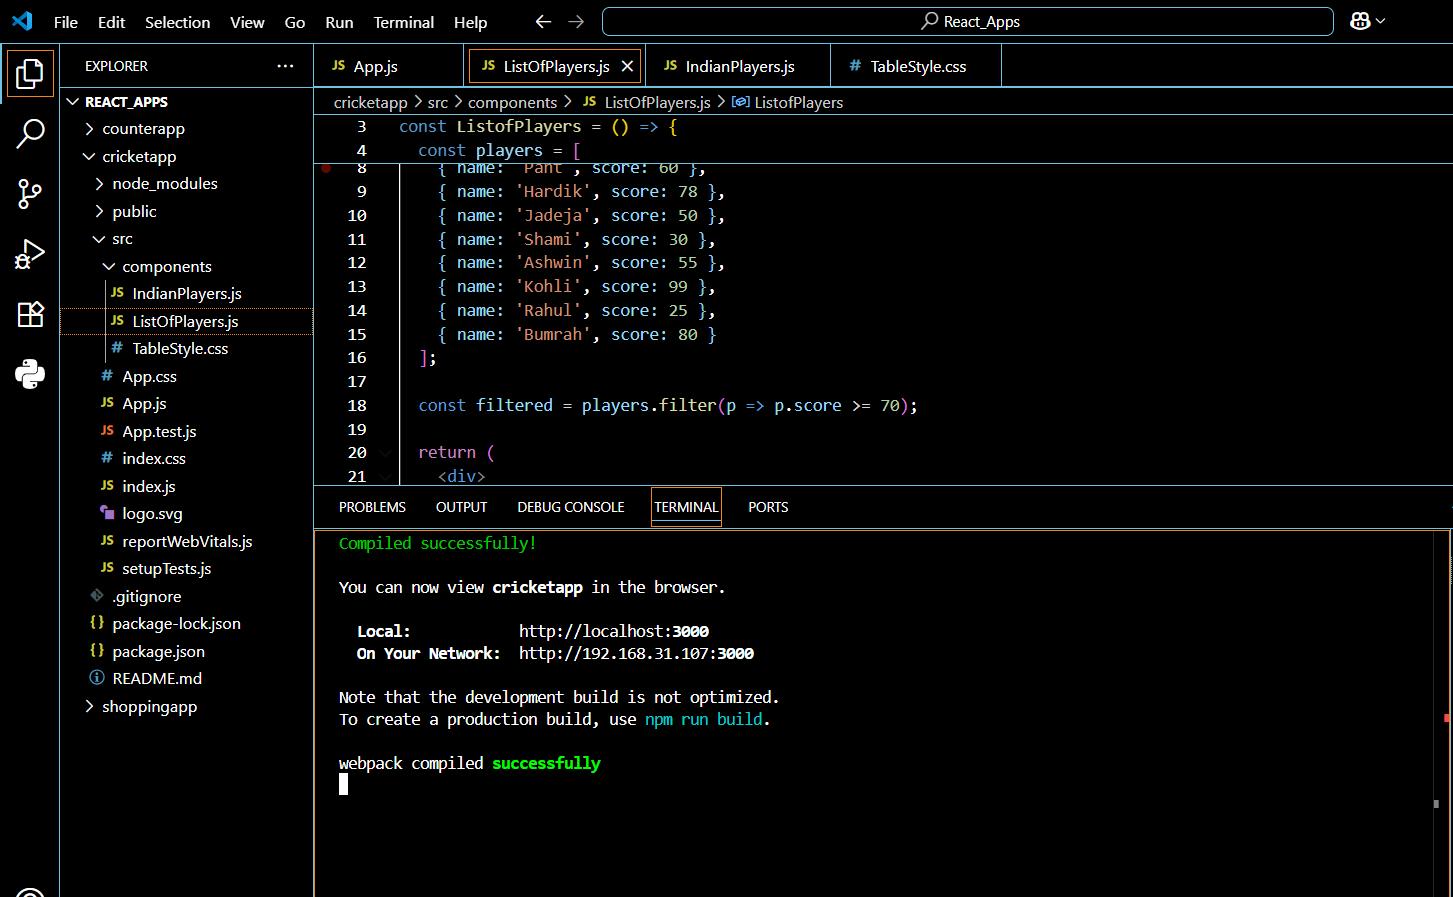 File Edit Selection View Go Run Terminal Help
React_Apps
EXPLORER
REACT_APPS
counterapp
cricketapp
node_modules
public
src
components
IndianPlayers.js
ListOfPlayers.js
TableStyle.css
App.css
App.js
App.test.js
index.css
index.js
logo.svg
reportWebVitals.js
setupTests.js
.gitignore
package-lock.json
package.json
README.md
shoppingapp
JS App.js JS ListOfPlayers.js JS IndianPlayers.js # TableStyle.css
cricketapp > src > components > JS ListOfPlayers.js > ListofPlayers
3 const ListofPlayers = () => {
4 const players = [
8 { name: 'Pant', score: 60 },
9 { name: 'Hardik', score: 78 },
10 { name: 'Jadeja', score: 50 },
11 { name: 'Shami', score: 30 },
12 { name: 'Ashwin', score: 55 },
13 { name: 'Kohli', score: 99 },
14 { name: 'Rahul', score: 25 },
15 { name: 'Bumrah', score: 80 }
16 ];
17
18 const filtered = players.filter(p => p.score >= 70);
19
20 return (
21 <div>
PROBLEMS OUTPUT DEBUG CONSOLE TERMINAL PORTS
Compiled successfully!
You can now view cricketapp in the browser.
Local: http://localhost:3000
On Your Network: http://192.168.31.107:3000
Note that the development build is not optimized.
To create a production build, use npm run build.
webpack compiled successfully